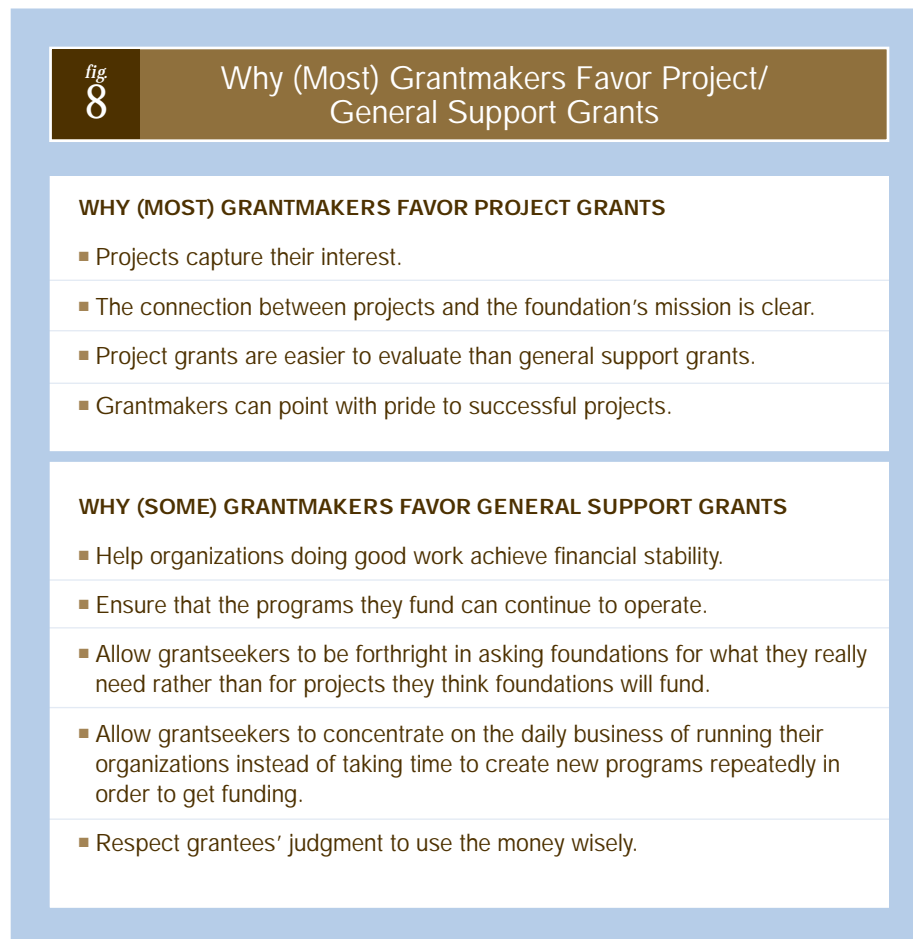 fig.
8
Why (Most) Grantmakers Favor Project/
General Support Grants
WHY (MOST) GRANTMAKERS FAVOR PROJECT GRANTS
■ Projects capture their interest.
■ The connection between projects and the foundation’s mission is clear.
■ Project grants are easier to evaluate than general support grants.
■ Grantmakers can point with pride to successful projects.
WHY (SOME) GRANTMAKERS FAVOR GENERAL SUPPORT GRANTS
■ Help organizations doing good work achieve financial stability.
■ Ensure that the programs they fund can continue to operate.
■ Allow grantseekers to be forthright in asking foundations for what they really
need rather than for projects they think foundations will fund.
■ Allow grantseekers to concentrate on the daily business of running their
organizations instead of taking time to create new programs repeatedly in
order to get funding.
■ Respect grantees’ judgment to use the money wisely.